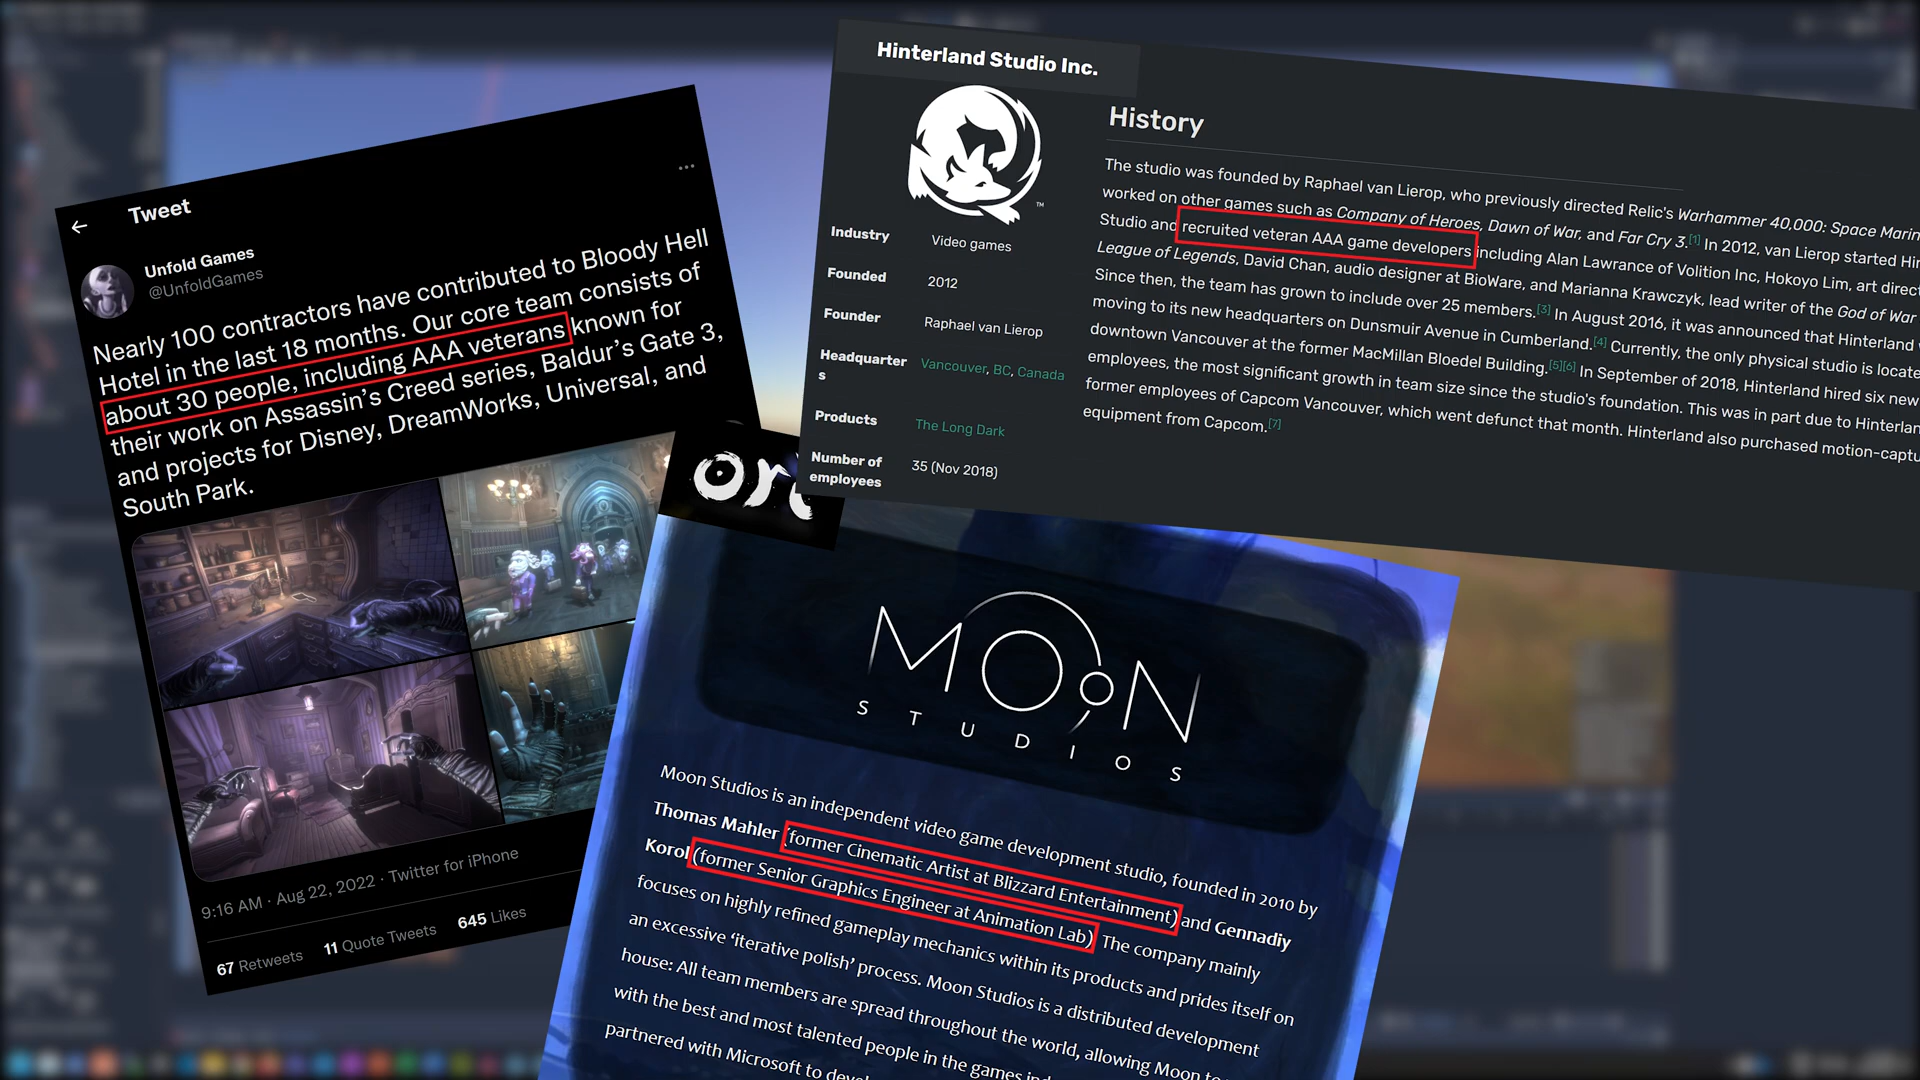 Tweet
Unfold Games
@UnfoldGames
Nearly 100 contractors have contributed to Bloody Hell
Hotel in the last 18 months. Our core team consists of
about 30 people, including AAA veterans known for
their work on Assassin's Creed series, Baldur's Gate 3,
and projects for Disney, DreamWorks, Universal, and
South Park.
9:16 AM · Aug 22, 2022 · Twitter for iPhone
67 Retweets 11 Quote Tweets 645 Likes
Hinterland Studio Inc.
TM
Industry Video games
Founded 2012
Founder Raphael van Lierop
Headquarter
s Vancouver, BC, Canada
Products The Long Dark
Number of
employees 35 (Nov 2018)
History
The studio was founded by Raphael van Lierop, who previously directed Relic's Warhammer 40,000: Space Marin
worked on other games such as Company of Heroes, Dawn of War, and Far Cry 3.[1] In 2012, van Lierop started Hin
Studio and recruited veteran AAA game developers including Alan Lawrance of Volition Inc, Hokoyo Lim, art direct
League of Legends, David Chan, audio designer at BioWare, and Marianna Krawczyk, lead writer of the God of War
Since then, the team has grown to include over 25 members.[3] In August 2016, it was announced that Hinterland
moving to its new headquarters on Dunsmuir Avenue in Cumberland.[4] Currently, the only physical studio is locate
downtown Vancouver at the former MacMillan Bloedel Building.[5][6] In September of 2018, Hinterland hired six new
employees, the most significant growth in team size since the studio's foundation. This was in part due to Hinterlan
former employees of Capcom Vancouver, which went defunct that month. Hinterland also purchased motion-captu
equipment from Capcom.[7]
ori
MOON
STUDIOS
Moon Studios is an independent video game development studio, founded in 2010 by
Thomas Mahler (former Cinematic Artist at Blizzard Entertainment) and Gennadiy
Korol (former Senior Graphics Engineer at Animation Lab) The company mainly
focuses on highly refined gameplay mechanics within its products and prides itself on
an excessive 'iterative polish' process. Moon Studios is a distributed development
house: All team members are spread throughout the world, allowing Moon to
with the best and most talented people in the games in
partnered with Microsoft to devel